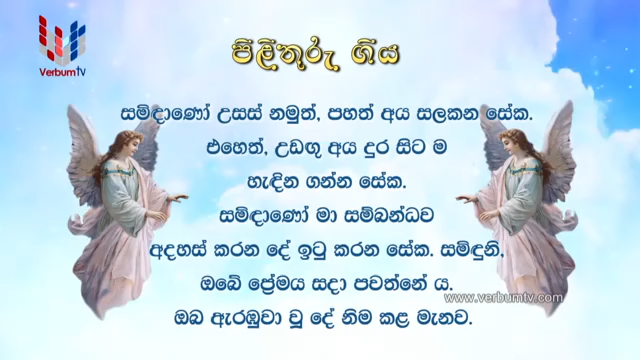 VerbumTV
පිළිතුරු ගීය
සමිඳාණෝ උසස් නමුත්, පහත් අය සලකන සේක.
එහෙත්, උඩඟු අය දුර සිට ම
හැඳින ගන්න සේක.
සමිඳාණෝ මා සම්බන්ධව
අදහස් කරන දේ ඉටු කරන සේක. සමිඳුනි,
ඔබේ ප්‍රේමය සදා පවත්නේ ය.
www.verbumtv.com
ඔබ ඇරඹුවා වූ දේ නිම කළ මැනව.